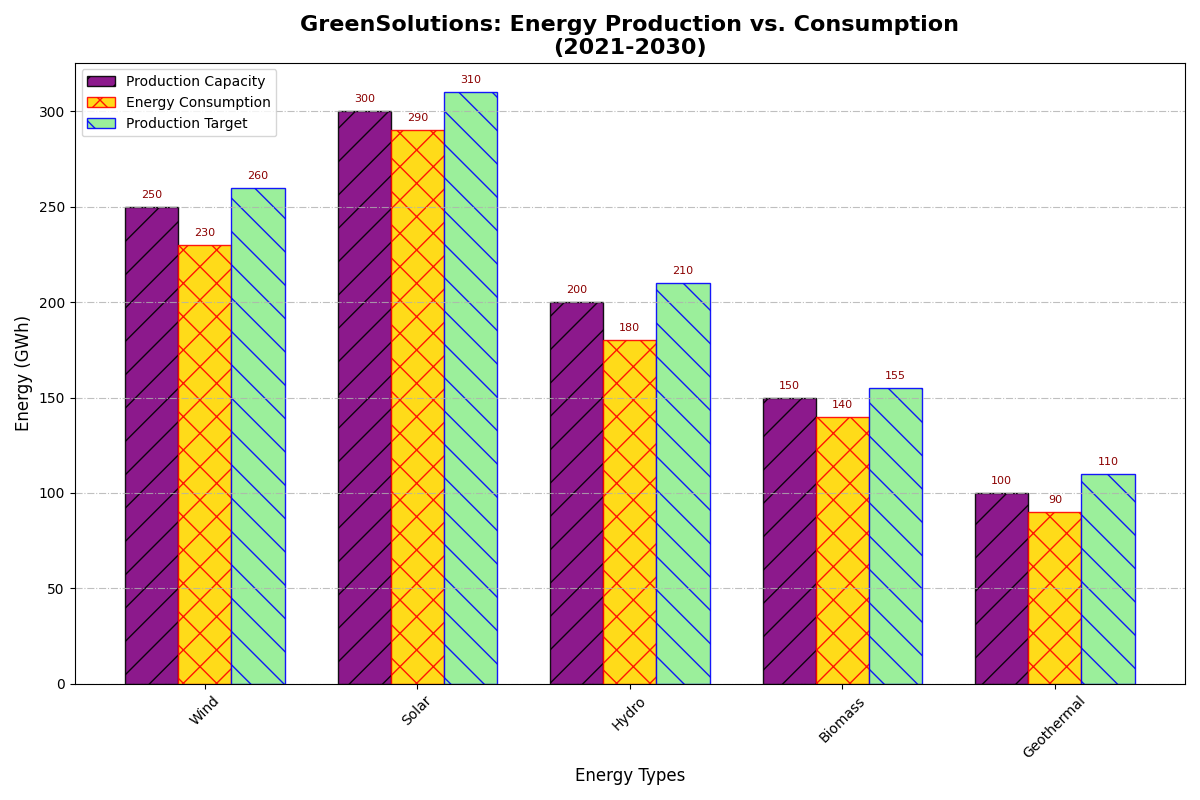 GreenSolutions: Energy Production vs. Consumption
(2021-2030)
Production Capacity
Energy Consumption
Production Target
Energy (GWh)
300
250
200
150
100
50
0
250
230
260
300
290
310
200
180
210
150
140
155
100
90
110
Wind
Solar
Hydro
Biomass
Geothermal
Energy Types